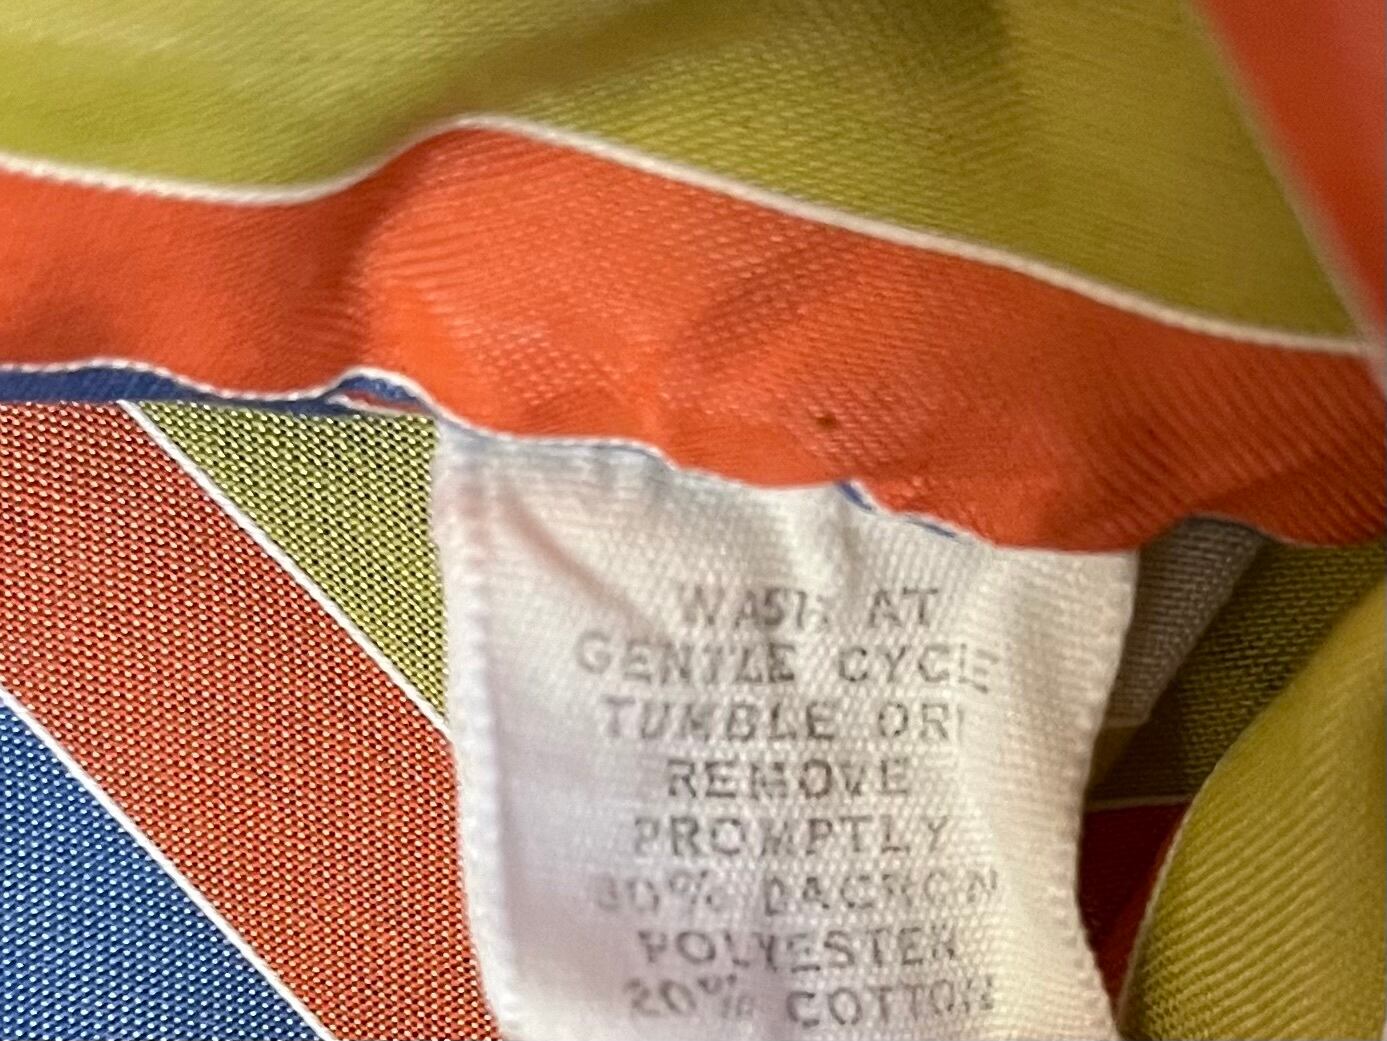 WASH AT
GENTLE CYCLE
TUMBLE DRY
REMOVE
PROMPTLY
80% DACRON
POLYESTER
20% COTTON